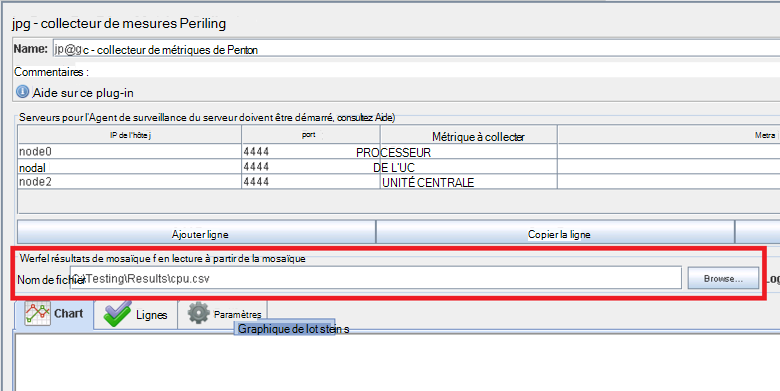 jpg - collecteur de mesures Periling
Name: jp@gc - collecteur de métriques de Penton
Commentaires :
Aide sur ce plug-in
Serveurs pour l'Agent de surveillance du serveur doivent être démarré, consultez Aide)
IP de l'hôte j port Métrique à collecter Metra
node0 4444 PROCESSEUR
nodal 4444 DE L'UC
node2 4444 UNITÉ CENTRALE
Ajouter ligne Copier la ligne
Werfel résultats de mosaïque f en lecture à partir de la mosaïque
Nom de fichier C:\Testing\Results\cpu.csv Browse... Log
Chart Lignes Paramètres
Graphique de lot stein s